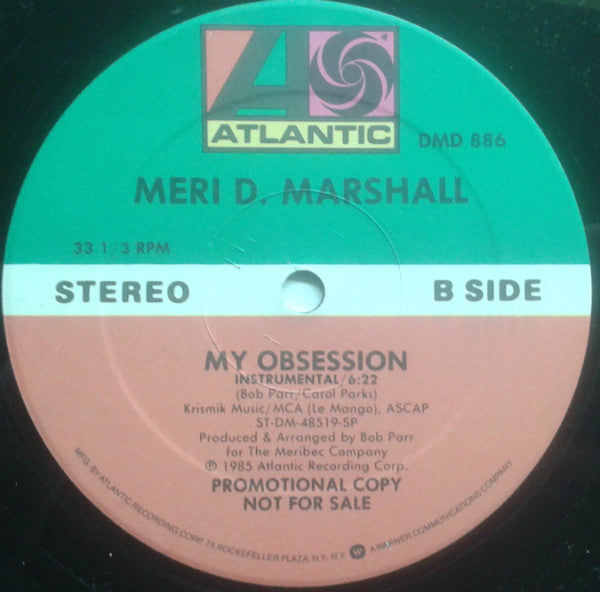 ATLANTIC
DMD 886
MERI D. MARSHALL
33 1/3 RPM
STEREO
B SIDE
MY OBSESSION
INSTRUMENTAL/6:22
(Bob Parr/Carol Parks)
Krismik Music/MCA (Le Mango), ASCAP
ST-DM-48519-SP
Produced & Arranged by Bob Parr
for The Meribec Company
℗ 1985 Atlantic Recording Corp.
PROMOTIONAL COPY
NOT FOR SALE
MFG. BY ATLANTIC RECORDING CORP. 75 ROCKEFELLER PLAZA, N.Y., N.Y. A WARNER COMMUNICATIONS COMPANY